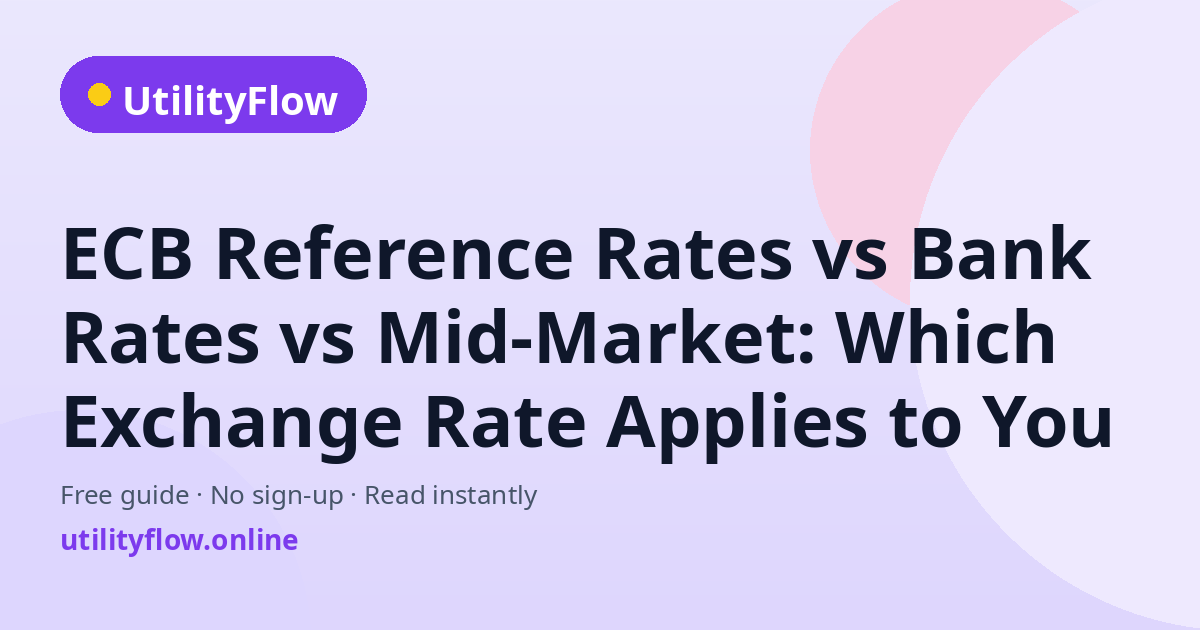 UtilityFlow
ECB Reference Rates vs Bank
Rates vs Mid-Market: Which
Exchange Rate Applies to You
Free guide · No sign-up · Read instantly
utilityflow.online